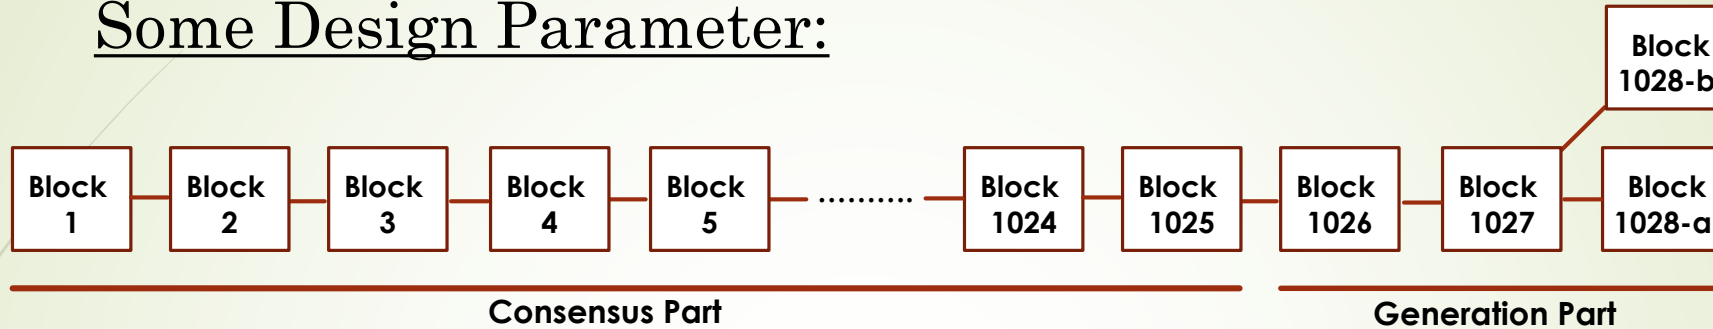 Some Design Parameter:
Block
1028-b
Block
1
Block
2
Block
3
Block
4
Block
5
..........
Block
1024
Block
1025
Block
1026
Block
1027
Block
1028-a
Consensus Part
Generation Part